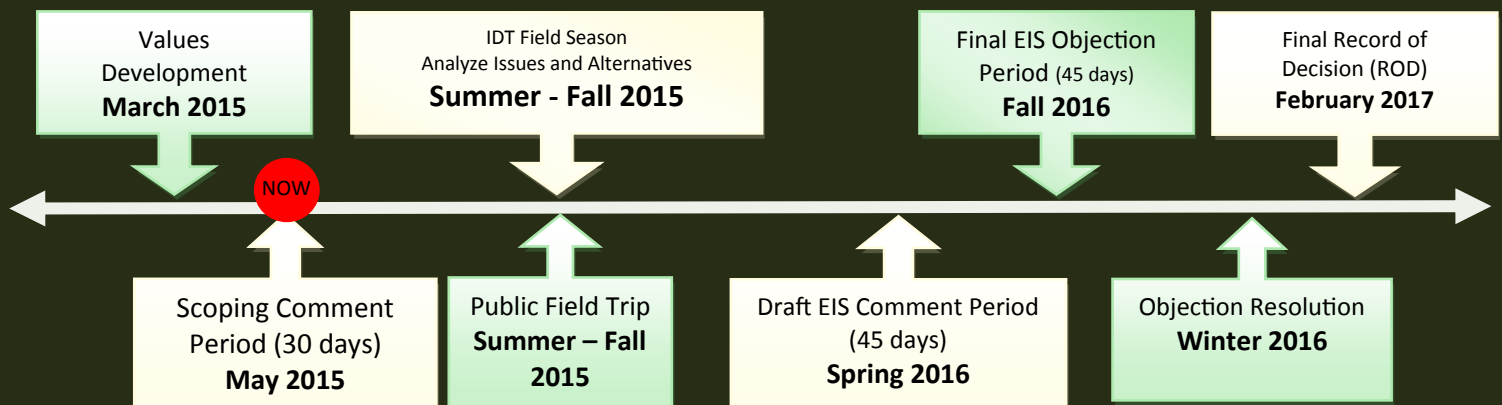 Values
Development
March 2015
IDT Field Season
Analyze Issues and Alternatives
Summer - Fall 2015
Final EIS Objection
Period (45 days)
Fall 2016
Final Record of
Decision (ROD)
February 2017
NOW
Scoping Comment
Period (30 days)
May 2015
Public Field Trip
Summer – Fall
2015
Draft EIS Comment Period
(45 days)
Spring 2016
Objection Resolution
Winter 2016